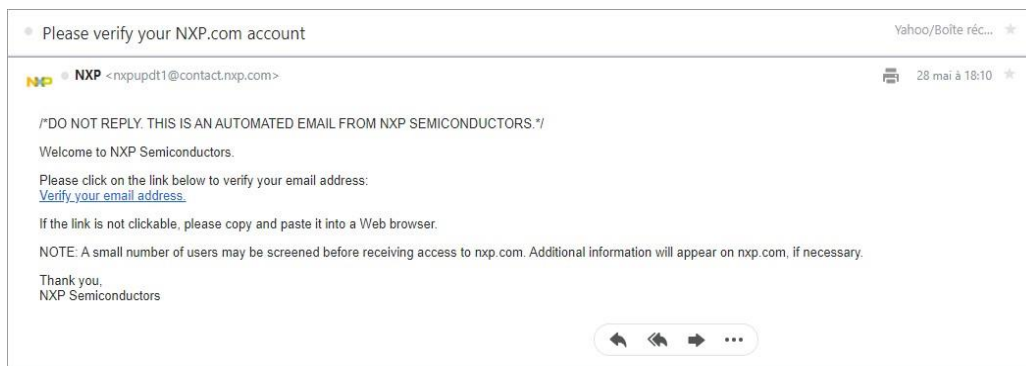 Please verify your NXP.com account
Yahoo/Boîte réc...
NXP
NXP <nxpupdt1@contact.nxp.com>
28 mai à 18:10
/*DO NOT REPLY. THIS IS AN AUTOMATED EMAIL FROM NXP SEMICONDUCTORS.*/
Welcome to NXP Semiconductors.
Please click on the link below to verify your email address:
Verify your email address.
If the link is not clickable, please copy and paste it into a Web browser.
NOTE: A small number of users may be screened before receiving access to nxp.com. Additional information will appear on nxp.com, if necessary.
Thank you,
NXP Semiconductors